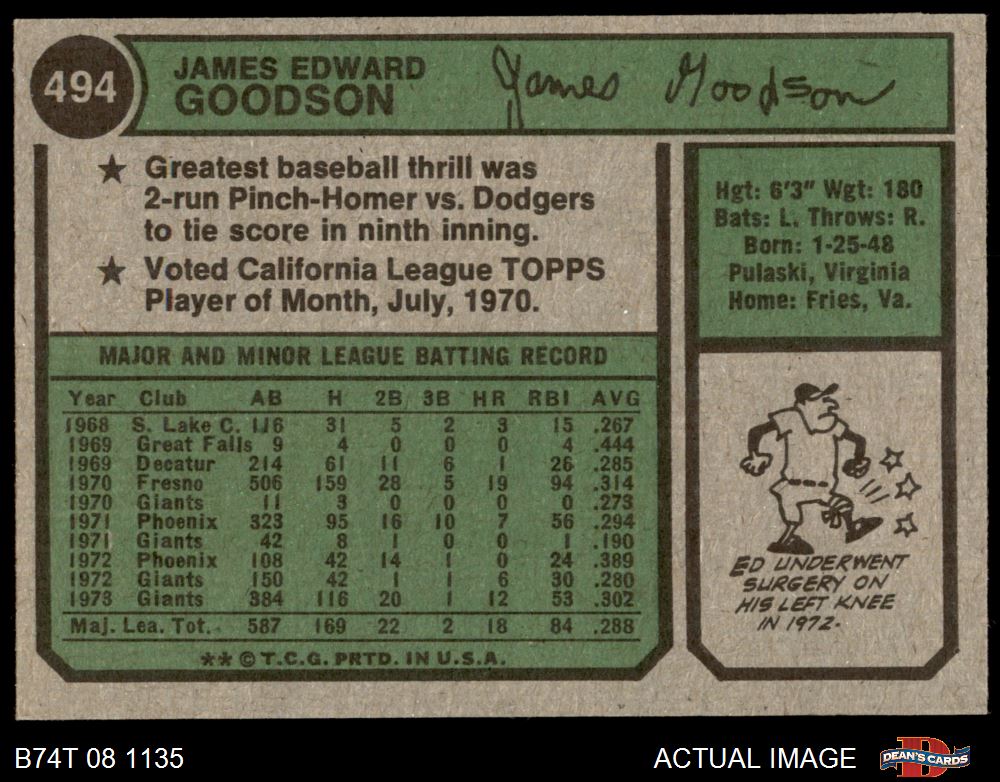 494
JAMES EDWARD
GOODSON
James Goodson
★ Greatest baseball thrill was
2-run Pinch-Homer vs. Dodgers
to tie score in ninth inning.
★ Voted California League TOPPS
Player of Month, July, 1970.
Hgt: 6'3" Wgt: 180
Bats: L. Throws: R.
Born: 1-25-48
Pulaski, Virginia
Home: Fries, Va.
MAJOR AND MINOR LEAGUE BATTING RECORD
Year Club AB H 2B 3B HR RBI AVG
1968 S. Lake C. 116 31 5 2 3 15 .267
1969 Great Falls 9 4 0 0 0 4 .444
1969 Decatur 214 61 11 6 1 26 .285
1970 Fresno 506 159 28 5 19 94 .314
1970 Giants 11 3 0 0 0 0 .273
1971 Phoenix 323 95 16 10 7 56 .294
1971 Giants 42 8 1 0 0 1 .190
1972 Phoenix 108 42 14 1 0 24 .389
1972 Giants 150 42 1 1 6 30 .280
1973 Giants 384 116 20 1 12 53 .302
Maj. Lea. Tot. 587 169 22 2 18 84 .288
** © T.C.G. PRTD. IN U.S.A.
ED UNDERWENT
SURGERY ON
HIS LEFT KNEE
IN 1972.
B74T 08 1135
ACTUAL IMAGE
DEAN'S CARDS